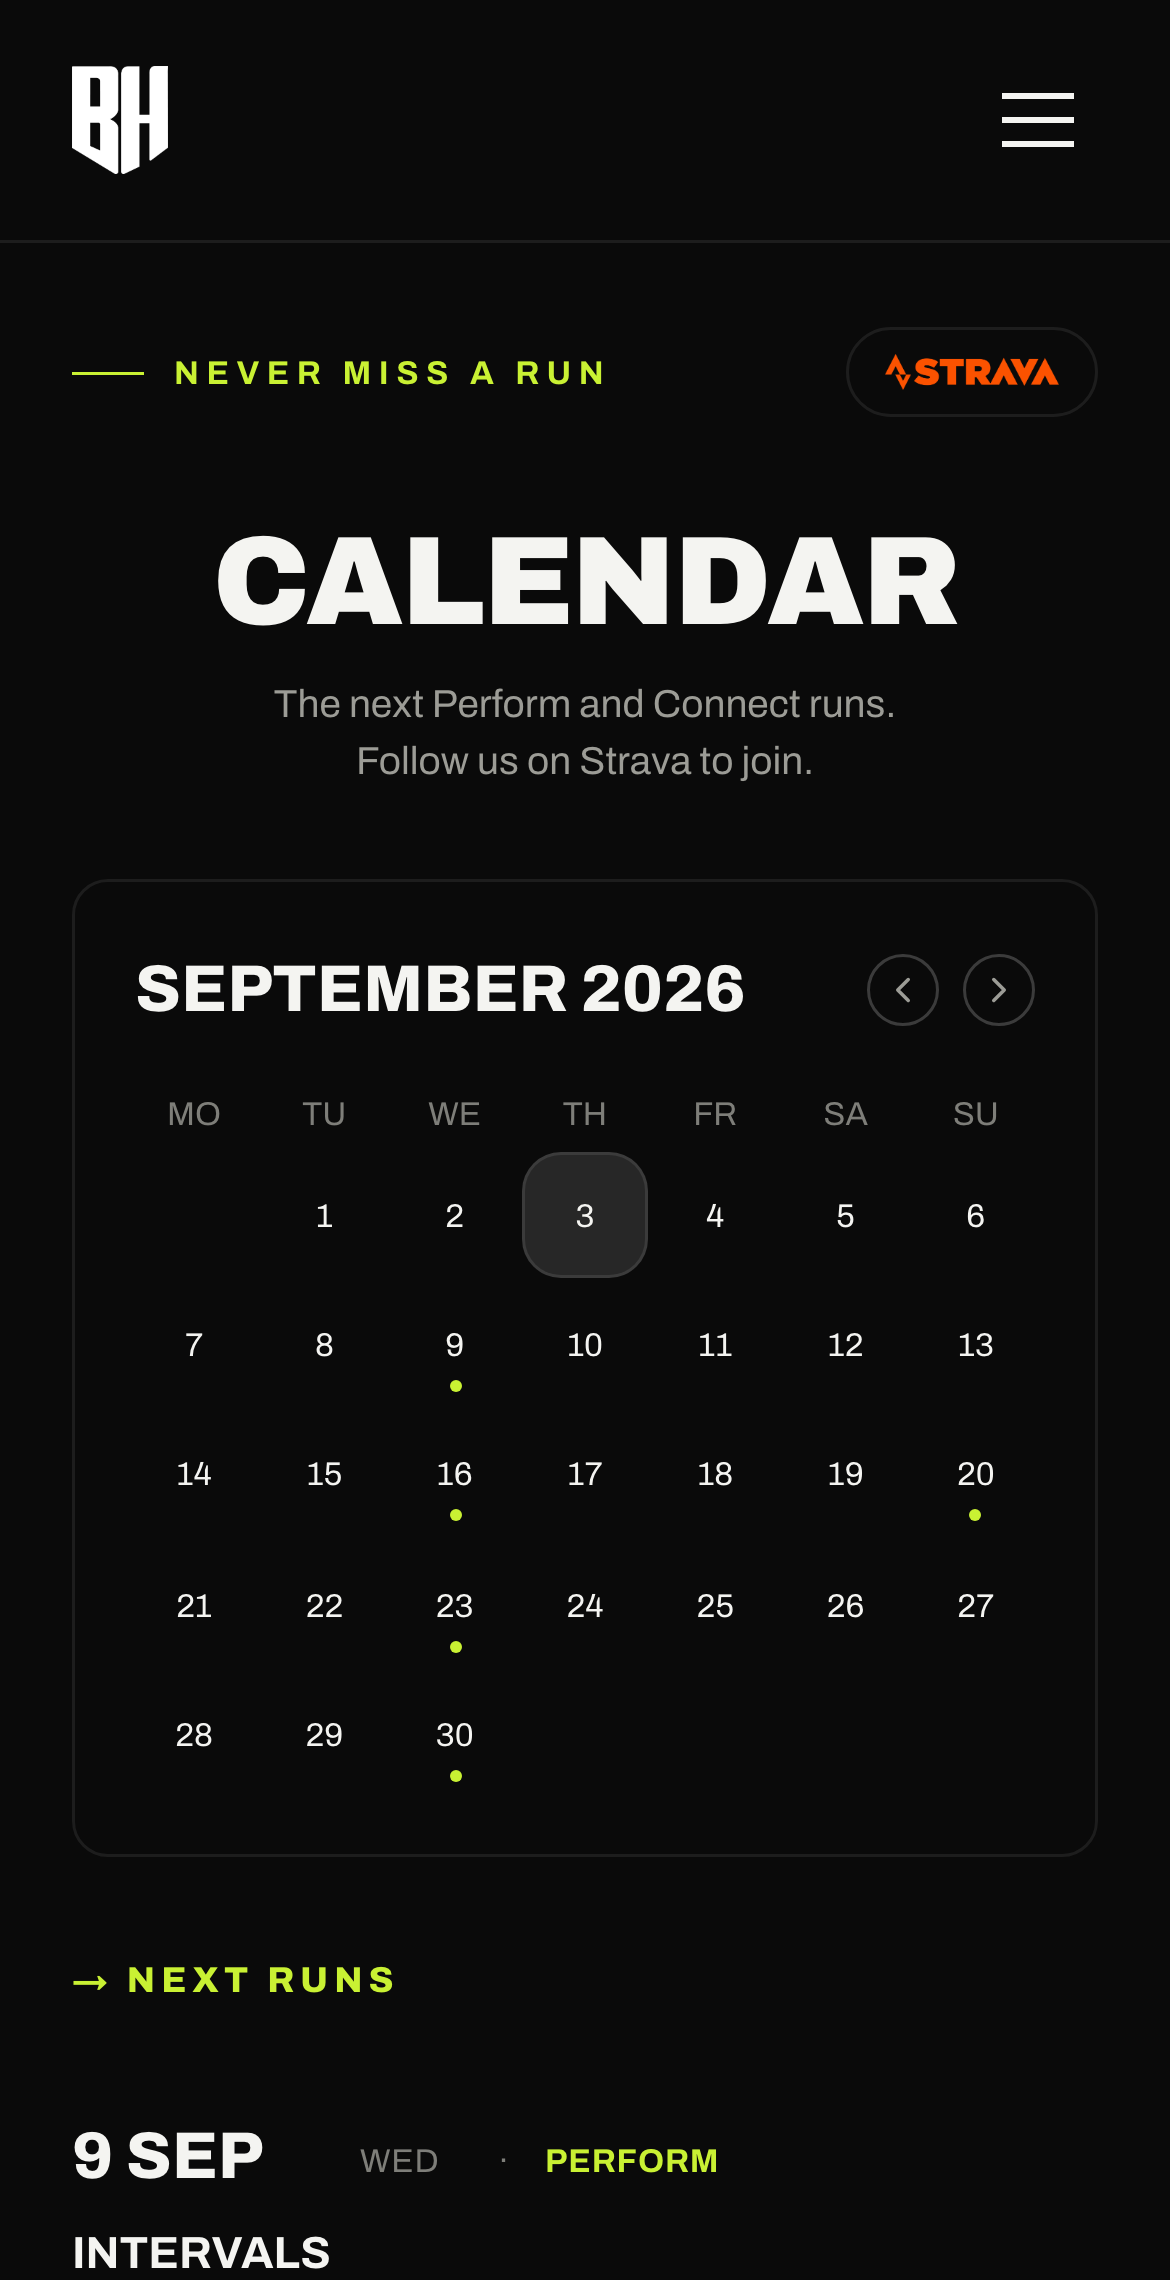 BH
NEVER MISS A RUN
STRAVA
CALENDAR
The next Perform and Connect runs.
Follow us on Strava to join.
SEPTEMBER 2026
MO TU WE TH FR SA SU
1 2 3 4 5 6
7 8 9 10 11 12 13
14 15 16 17 18 19 20
21 22 23 24 25 26 27
28 29 30
→ NEXT RUNS
9 SEP WED · PERFORM
INTERVALS